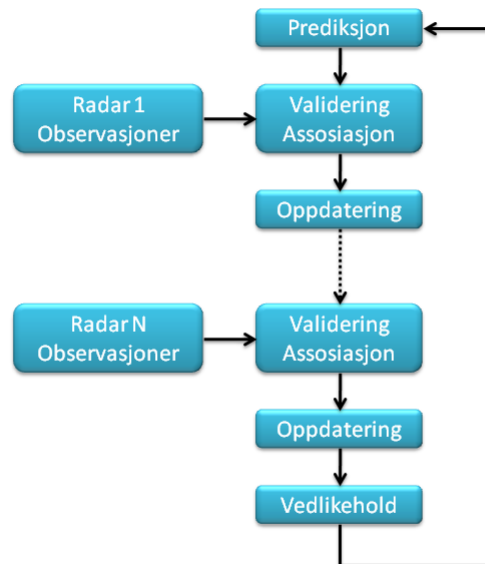 Prediksjon
Radar 1
Observasjoner
Validering
Assosiasjon
Oppdatering
Radar N
Observasjoner
Validering
Assosiasjon
Oppdatering
Vedlikehold